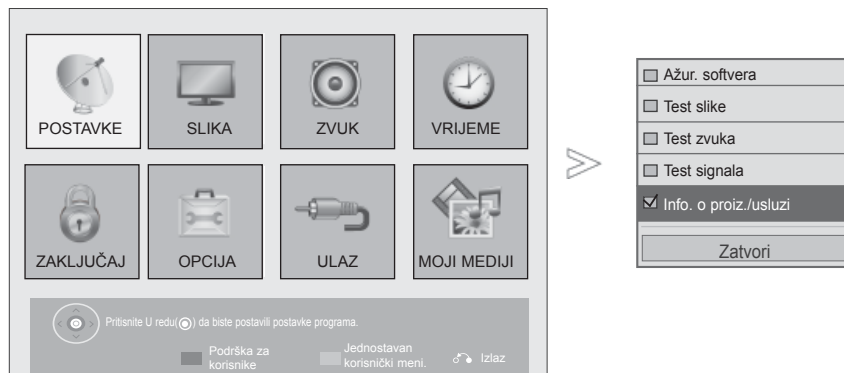 POSTAVKE
SLIKA
ZVUK
VRIJEME
ZAKLJUČAJ
OPCIJA
ULAZ
MOJI MEDIJI
Pritisnite U redu( ) da biste postavili postavke programa.
Podrška za
korisnike
Jednostavan
korisnički meni.
Izlaz
Ažur. softvera
Test slike
Test zvuka
Test signala
Info. o proiz./usluzi
Zatvori